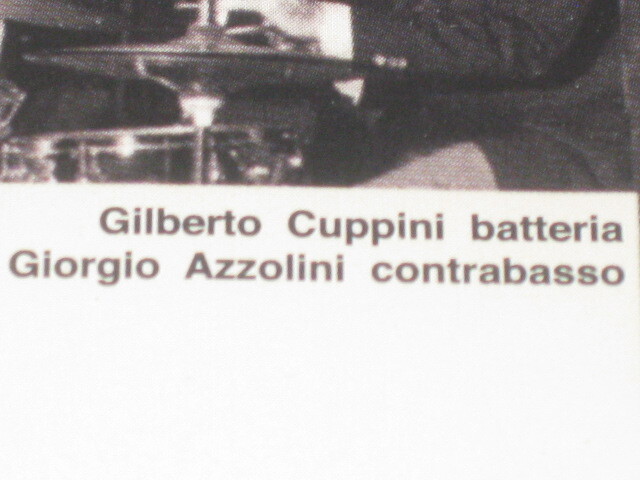 Gilberto Cuppini batteria
Giorgio Azzolini contrabasso